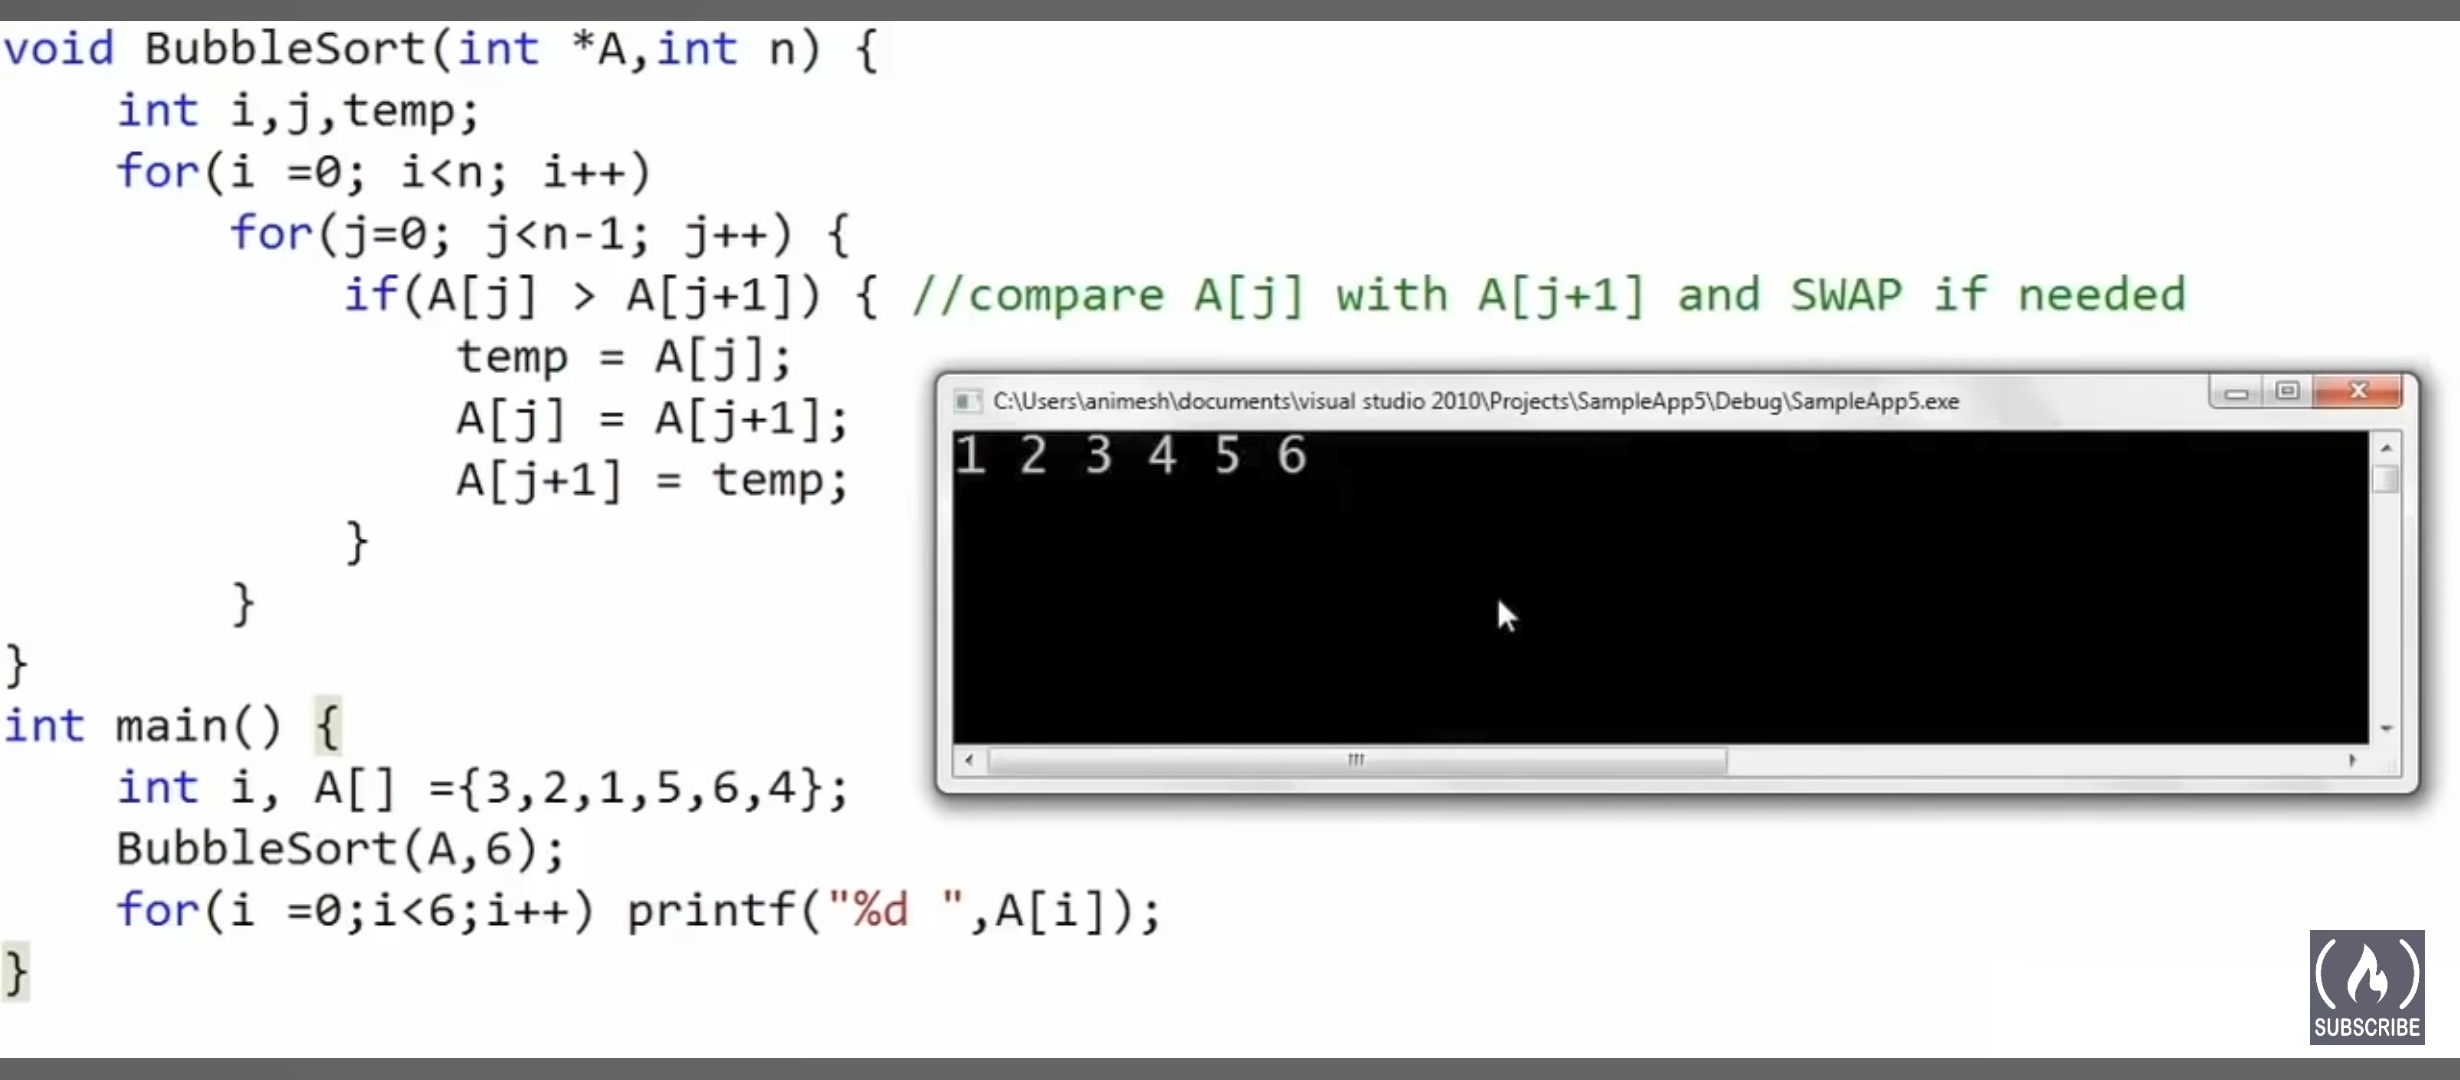 void BubbleSort(int *A,int n) {
    int i,j,temp;
    for(i =0; i<n; i++)
        for(j=0; j<n-1; j++) {
            if(A[j] > A[j+1]) { //compare A[j] with A[j+1] and SWAP if needed
                temp = A[j];
                A[j] = A[j+1];
                A[j+1] = temp;
            }
        }
}
int main() {
    int i, A[] ={3,2,1,5,6,4};
    BubbleSort(A,6);
    for(i =0;i<6;i++) printf("%d ",A[i]);
}
C:\Users\animesh\documents\visual studio 2010\Projects\SampleApp5\Debug\SampleApp5.exe
1 2 3 4 5 6
SUBSCRIBE